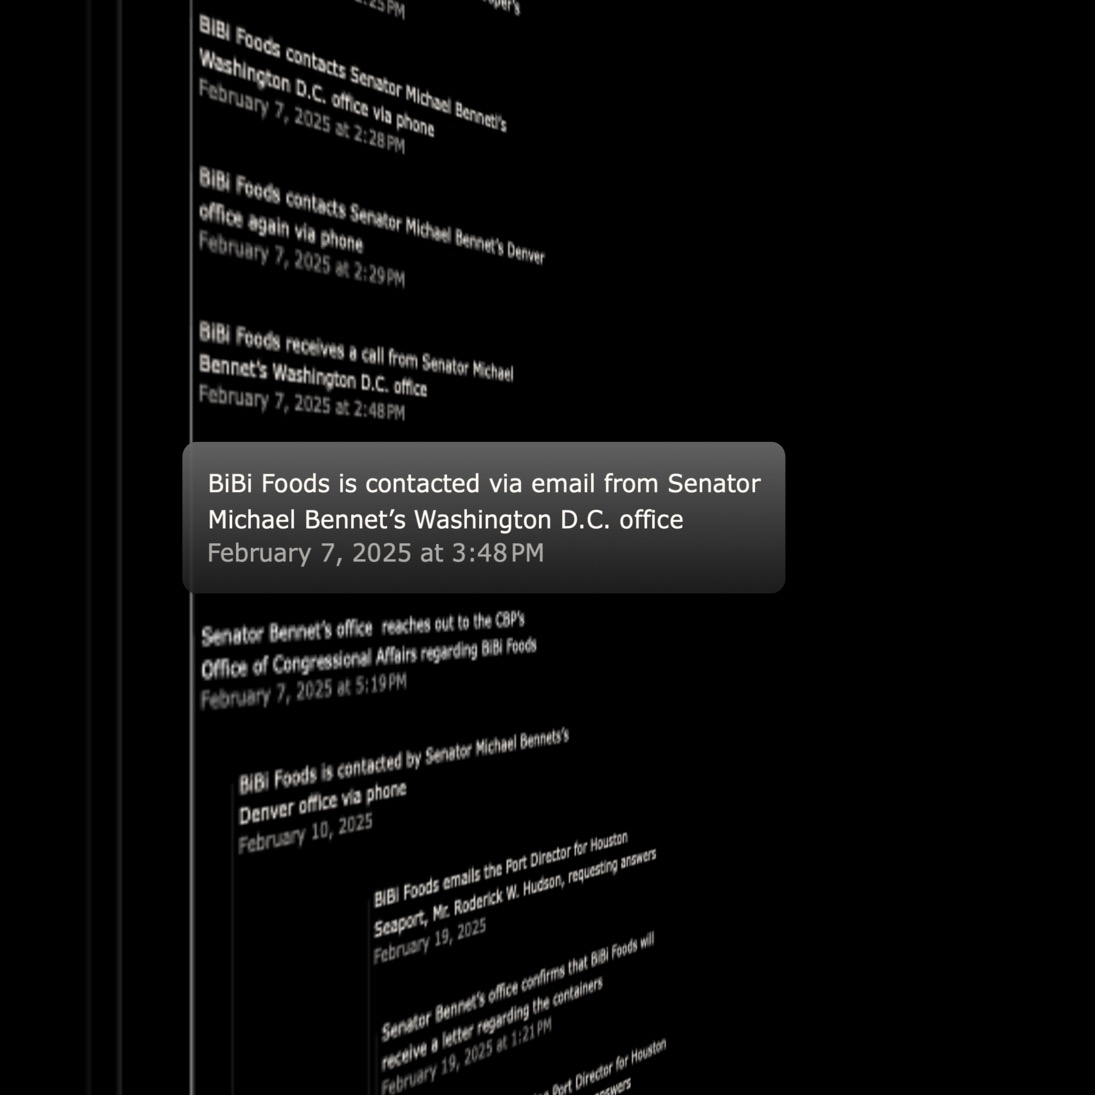 :25 PM
BiBi Foods contacts Senator Michael Bennett's
Washington D.C. office via phone
February 7, 2025 at 2:28 PM
BiBi Foods contacts Senator Michael Bennet's Denver
office again via phone
February 7, 2025 at 2:29 PM
BiBi Foods receives a call from Senator Michael
Bennet's Washington D.C. office
February 7, 2025 at 2:48 PM
BiBi Foods is contacted via email from Senator
Michael Bennet’s Washington D.C. office
February 7, 2025 at 3:48 PM
Senator Bennet's office reaches out to the CBP's
Office of Congressional Affairs regarding BiBi Foods
February 7, 2025 at 5:19 PM
BiBi Foods is contacted by Senator Michael Bennets's
Denver office via phone
February 10, 2025
BiBi Foods emails the Port Director for Houston
Seaport, Mr. Roderick W. Hudson, requesting answers
February 19, 2025
Senator Bennet's office confirms that BiBi Foods will
receive a letter regarding the containers
February 19, 2025 at 1:21 PM
Port Director for Houston
answers